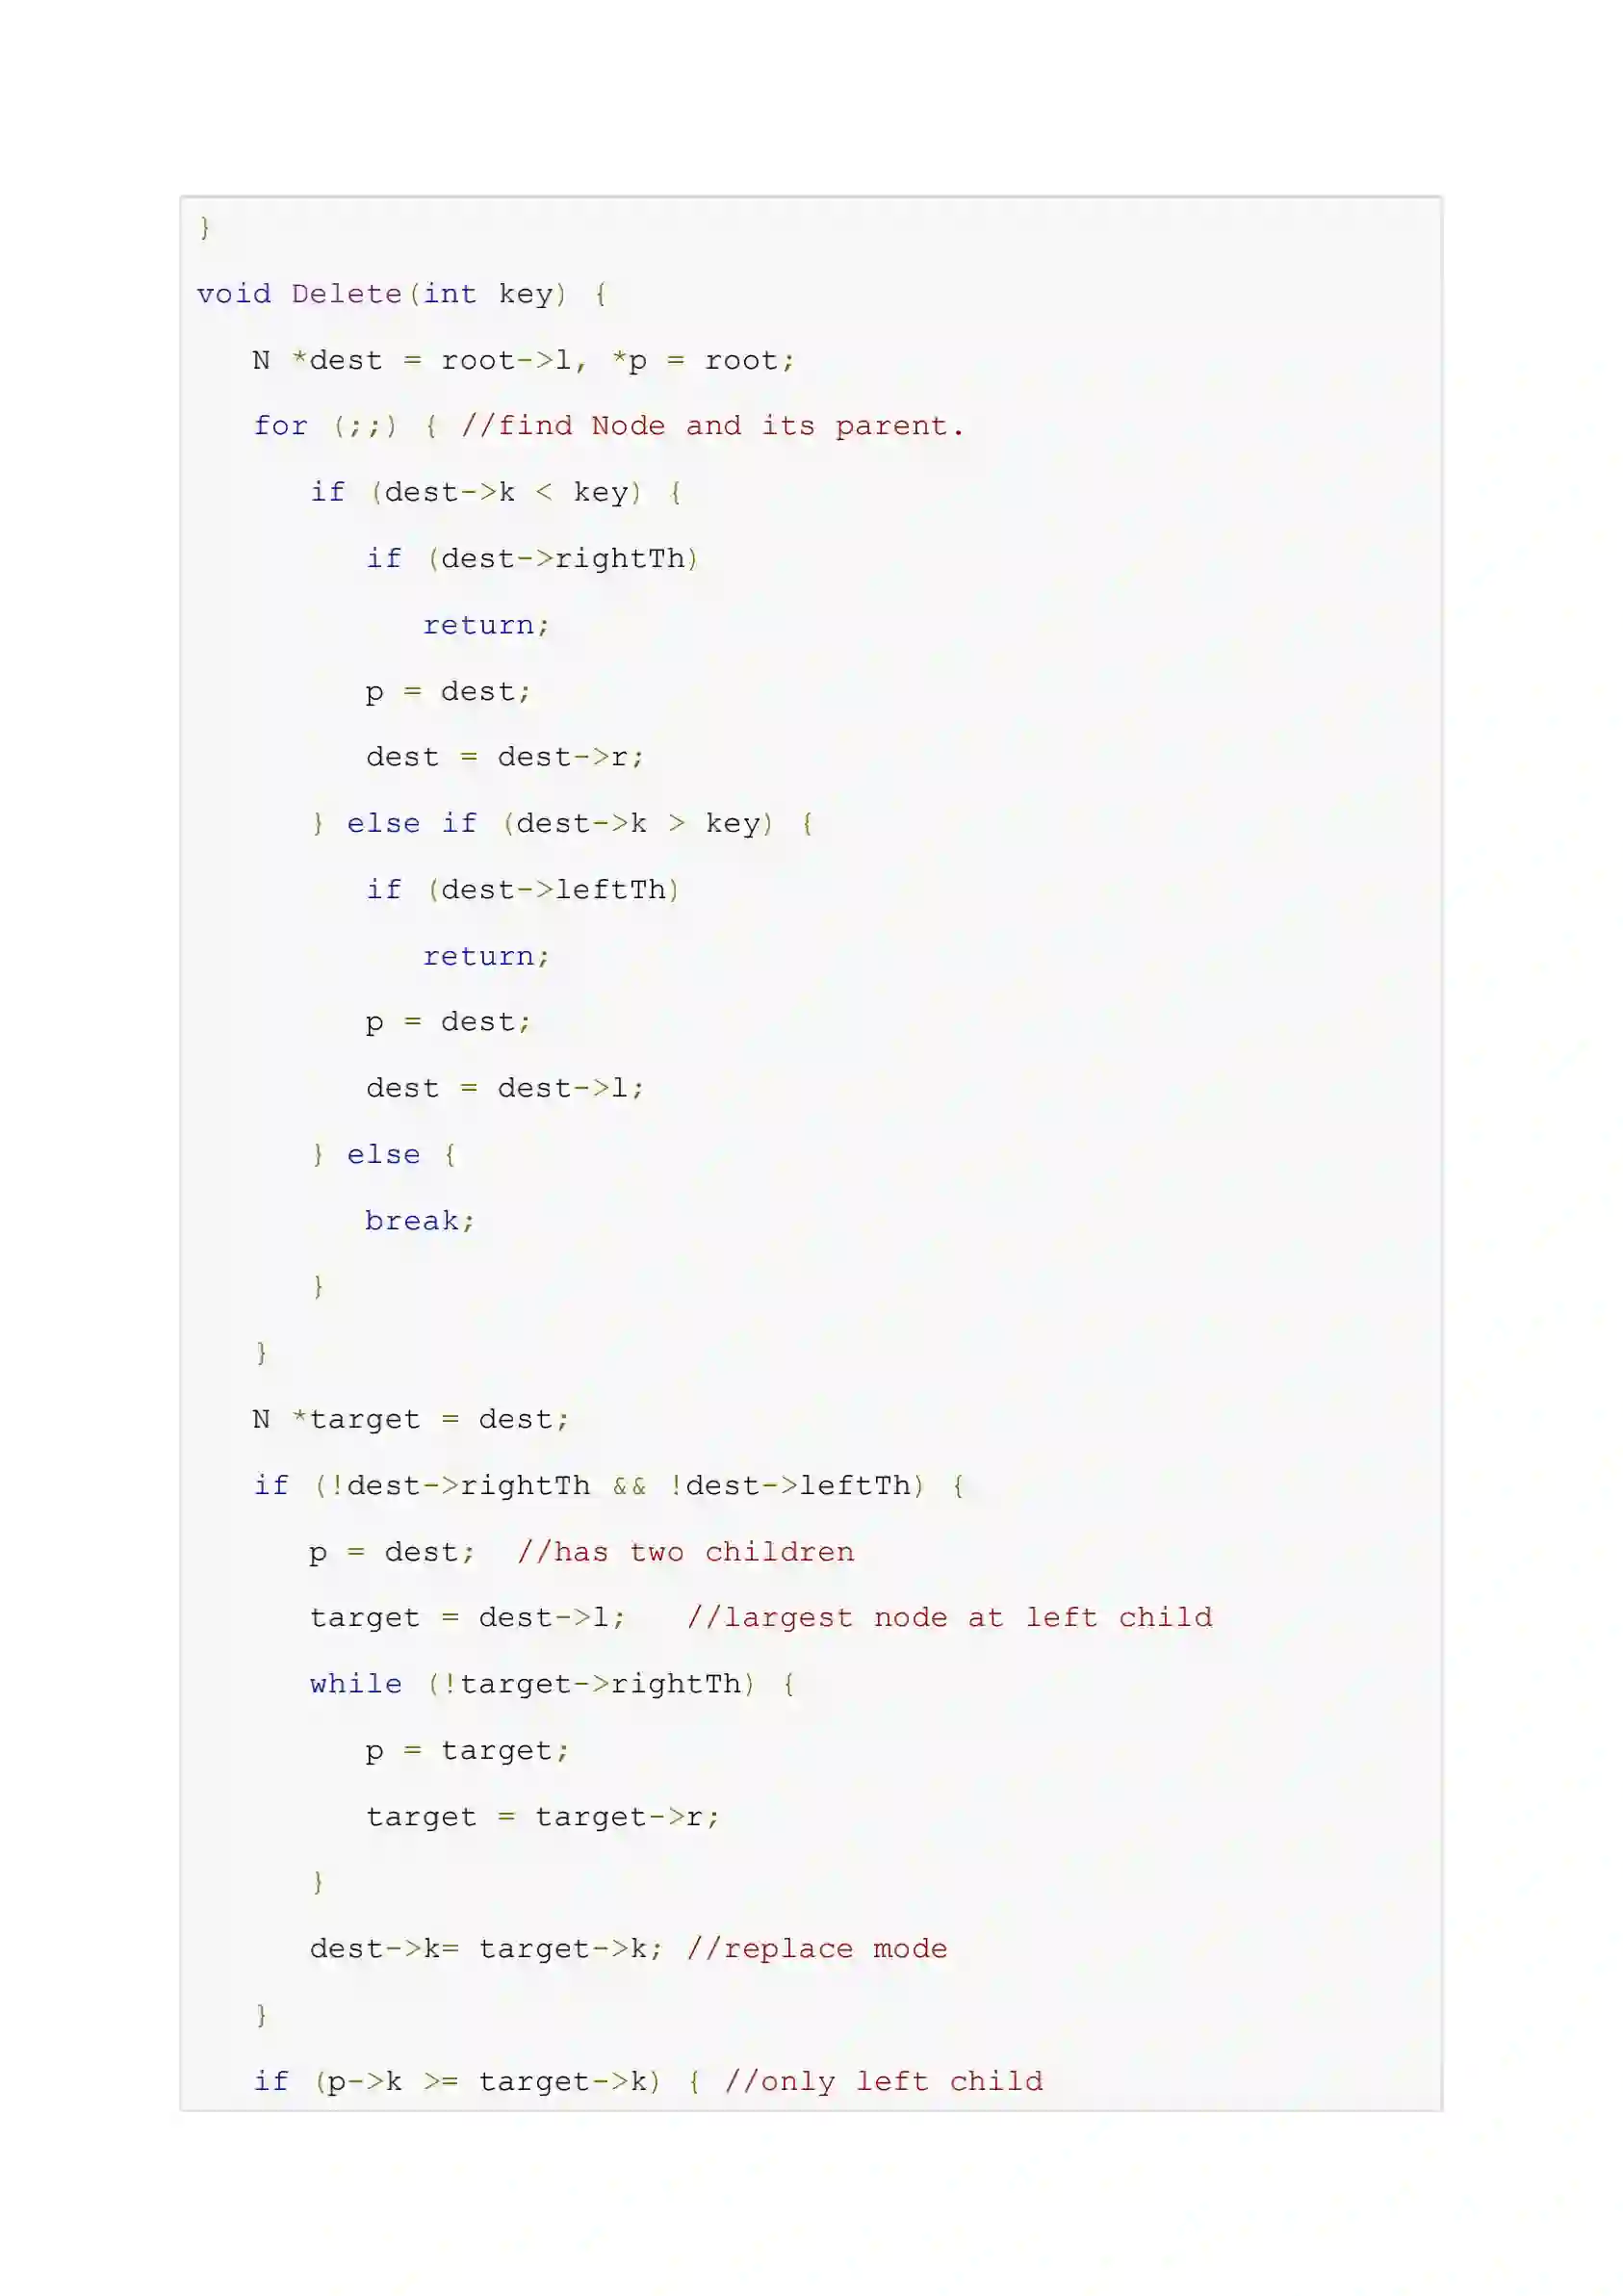 }
void Delete(int key) {
   N *dest = root->l, *p = root;
   for (;;) { //find Node and its parent.
      if (dest->k < key) {
         if (dest->rightTh)
            return;
         p = dest;
         dest = dest->r;
      } else if (dest->k > key) {
         if (dest->leftTh)
            return;
         p = dest;
         dest = dest->l;
      } else {
         break;
      }
   }
   N *target = dest;
   if (!dest->rightTh && !dest->leftTh) {
      p = dest;  //has two children
      target = dest->l;   //largest node at left child
      while (!target->rightTh) {
         p = target;
         target = target->r;
      }
      dest->k= target->k; //replace mode
   }
   if (p->k >= target->k) { //only left child